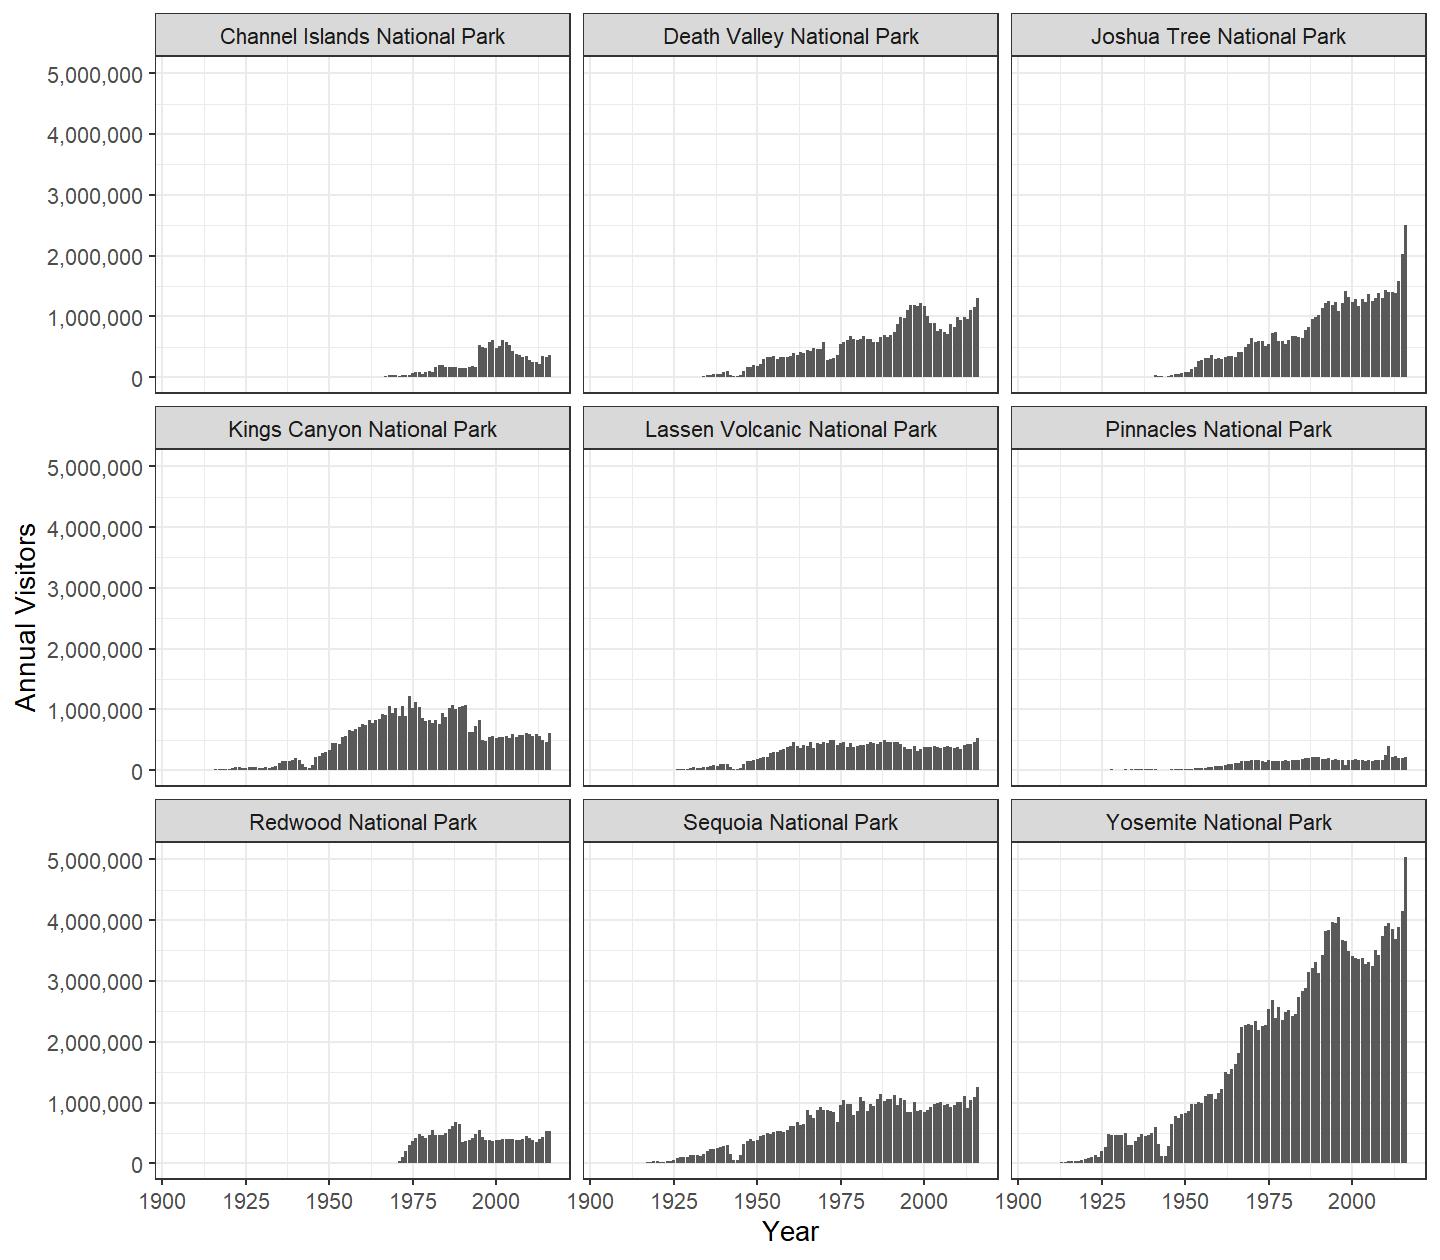 Channel Islands National Park
Death Valley National Park
Joshua Tree National Park
5,000,000
4,000,000
3,000,000
2,000,000
1,000,000
0
Kings Canyon National Park
Lassen Volcanic National Park
Pinnacles National Park
5,000,000
4,000,000
3,000,000
2,000,000
1,000,000
0
Annual Visitors
Redwood National Park
Sequoia National Park
Yosemite National Park
5,000,000
4,000,000
3,000,000
2,000,000
1,000,000
0
1900 1925 1950 1975 2000 1900 1925 1950 1975 2000 1900 1925 1950 1975 2000
Year